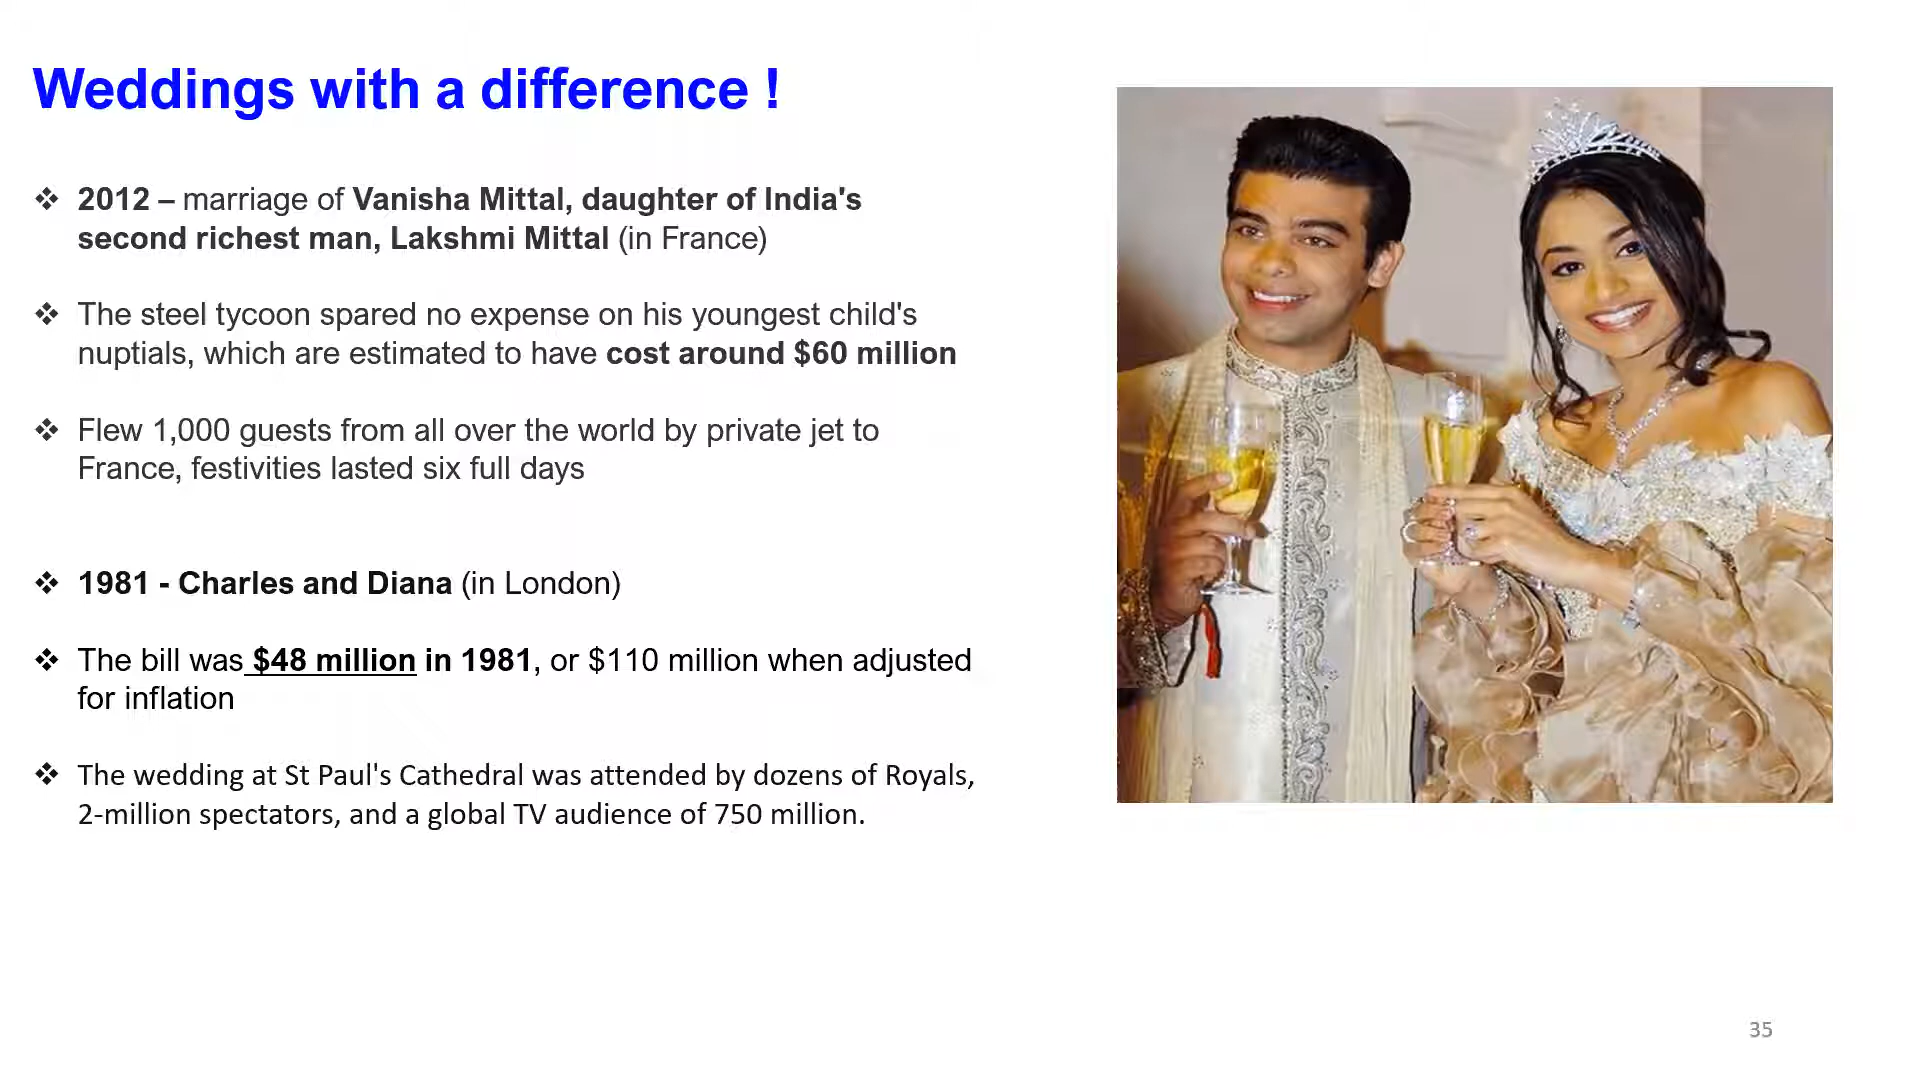 Weddings with a difference !
❖ 2012 – marriage of Vanisha Mittal, daughter of India's
second richest man, Lakshmi Mittal (in France)
❖ The steel tycoon spared no expense on his youngest child's
nuptials, which are estimated to have cost around $60 million
❖ Flew 1,000 guests from all over the world by private jet to
France, festivities lasted six full days
❖ 1981 - Charles and Diana (in London)
❖ The bill was $48 million in 1981, or $110 million when adjusted
for inflation
❖ The wedding at St Paul's Cathedral was attended by dozens of Royals,
2-million spectators, and a global TV audience of 750 million.
35